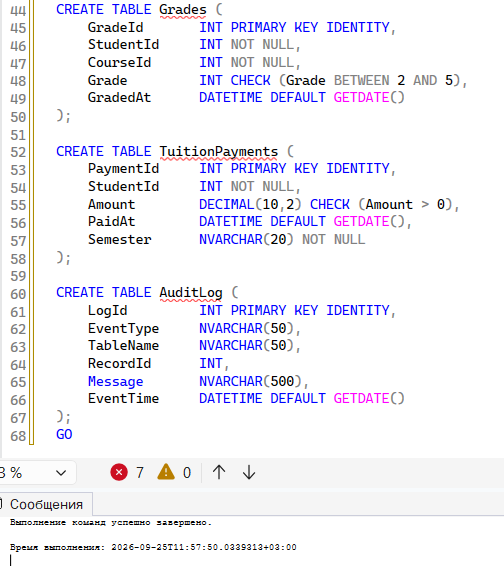 44 CREATE TABLE Grades (
45 GradeId INT PRIMARY KEY IDENTITY,
46 StudentId INT NOT NULL,
47 CourseId INT NOT NULL,
48 Grade INT CHECK (Grade BETWEEN 2 AND 5),
49 GradedAt DATETIME DEFAULT GETDATE()
50 );
51
52 CREATE TABLE TuitionPayments (
53 PaymentId INT PRIMARY KEY IDENTITY,
54 StudentId INT NOT NULL,
55 Amount DECIMAL(10,2) CHECK (Amount > 0),
56 PaidAt DATETIME DEFAULT GETDATE(),
57 Semester NVARCHAR(20) NOT NULL
58 );
59
60 CREATE TABLE AuditLog (
61 LogId INT PRIMARY KEY IDENTITY,
62 EventType NVARCHAR(50),
63 TableName NVARCHAR(50),
64 RecordId INT,
65 Message NVARCHAR(500),
66 EventTime DATETIME DEFAULT GETDATE()
67 );
68 GO
3 % 7 0
Сообщения
Выполнение команд успешно завершено.
Время выполнения: 2026-09-25T11:57:50.0339313+03:00